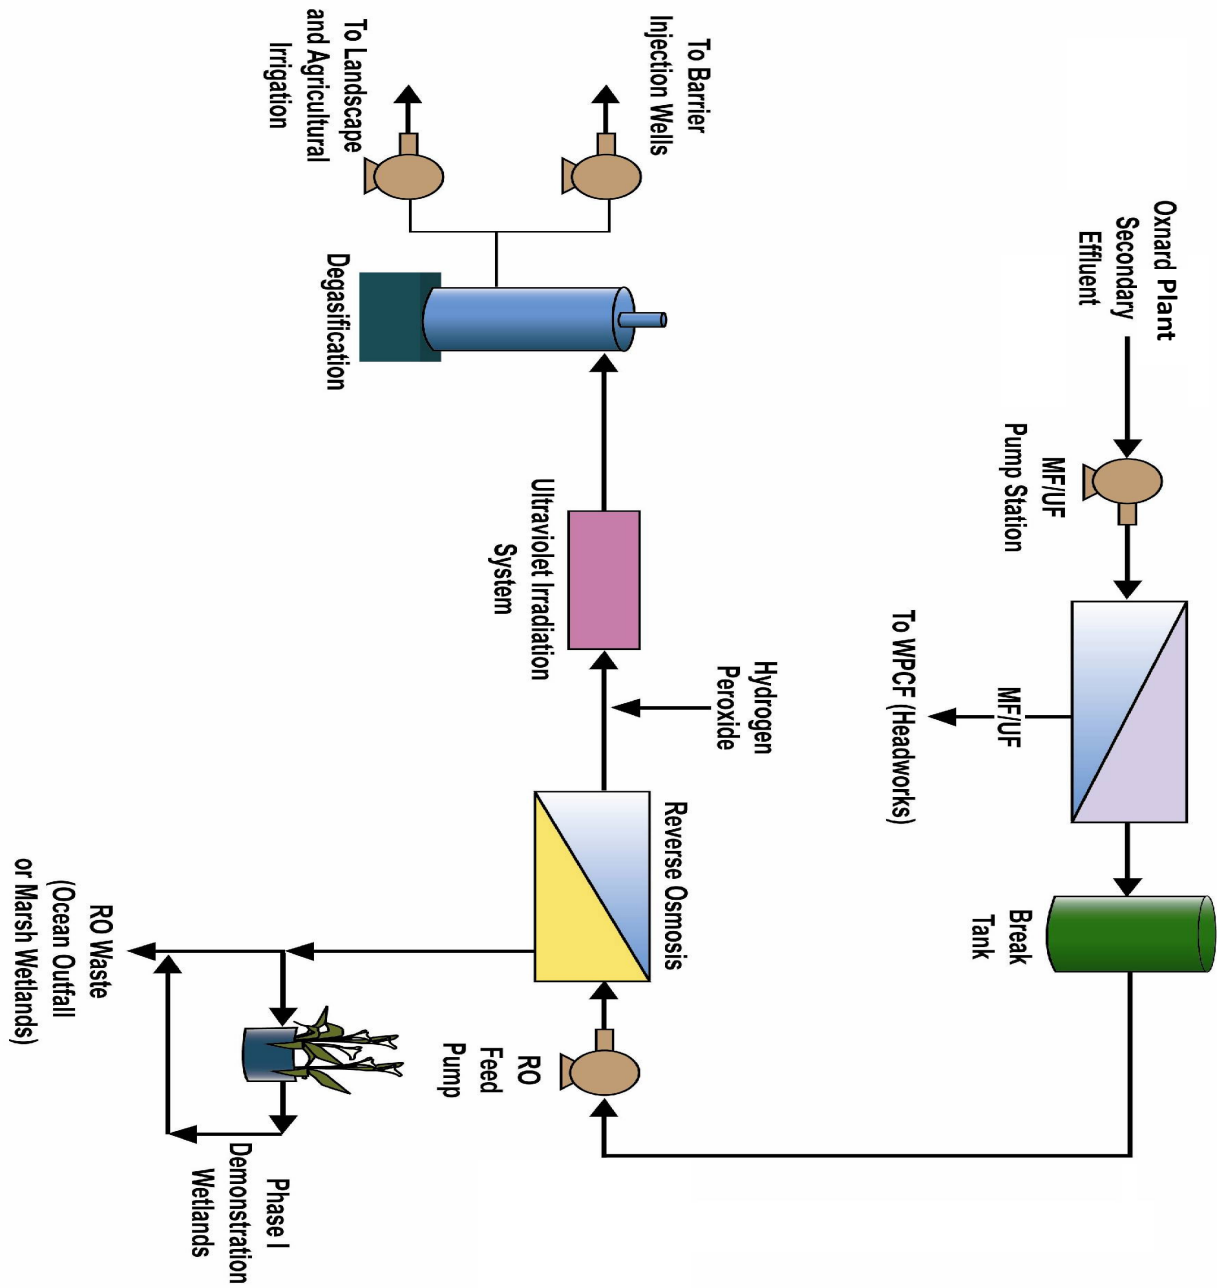 Oxnard Plant
Secondary
Effluent
MF/UF
Pump Station
MF/UF
To WPCF (Headworks)
Break
Tank
To Barrier
Injection Wells
To Landscape
and Agricultural
Irrigation
Degasification
Ultraviolet Irradiation
System
Hydrogen
Peroxide
Reverse Osmosis
RO
Feed
Pump
RO Waste
(Ocean Outfall
or Marsh Wetlands)
Phase I
Demonstration
Wetlands